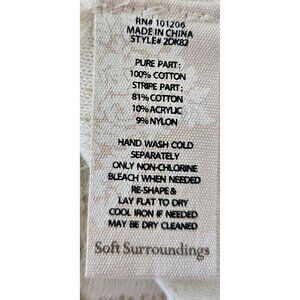 RN# 101206
MADE IN CHINA
STYLE# 2DK82
PURE PART:
100% COTTON
STRIPE PART:
81% COTTON
10% ACRYLIC
9% NYLON
HAND WASH COLD
SEPARATELY
ONLY NON-CHLORINE
BLEACH WHEN NEEDED
RE-SHAPE &
LAY FLAT TO DRY
COOL IRON IF NEEDED
MAY BE DRY CLEANED
Soft Surroundings